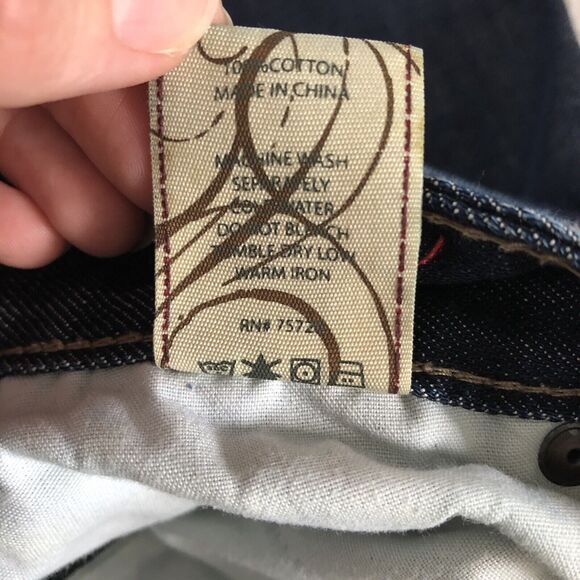 100% COTTON
MADE IN CHINA
MACHINE WASH
SEPARATELY
COLD WATER
DO NOT BLEACH
TUMBLE DRY LOW
WARM IRON
RN# 7572